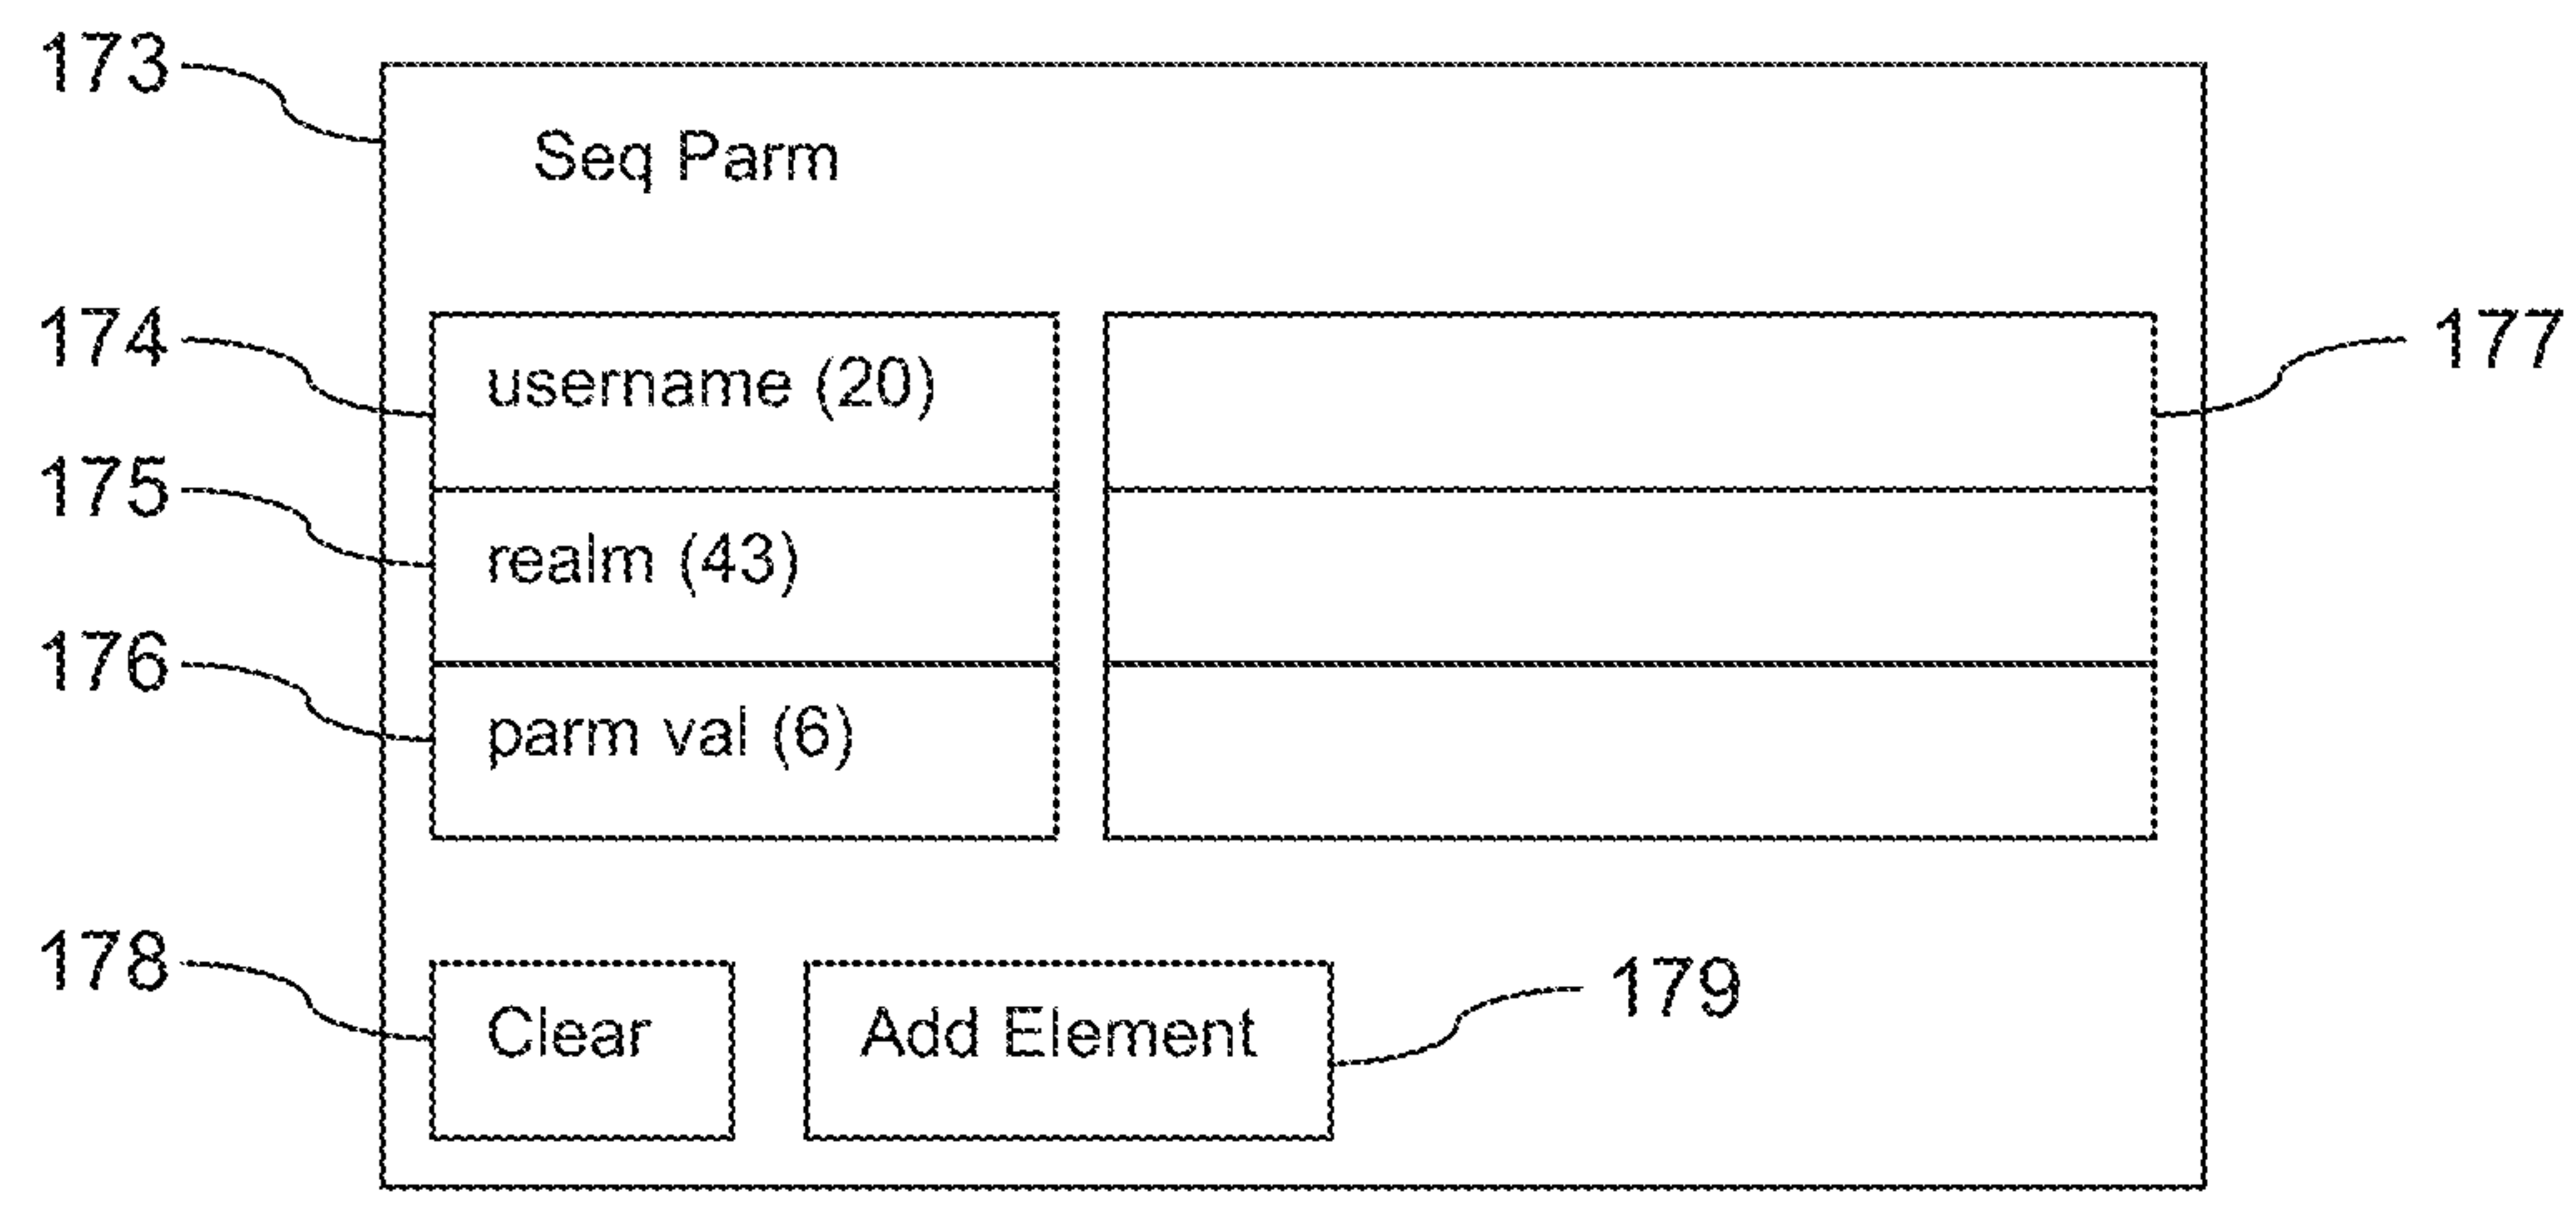 173
Seq Parm
174
username (20)
177
175
realm (43)
176
parm val (6)
178
Clear
Add Element
179